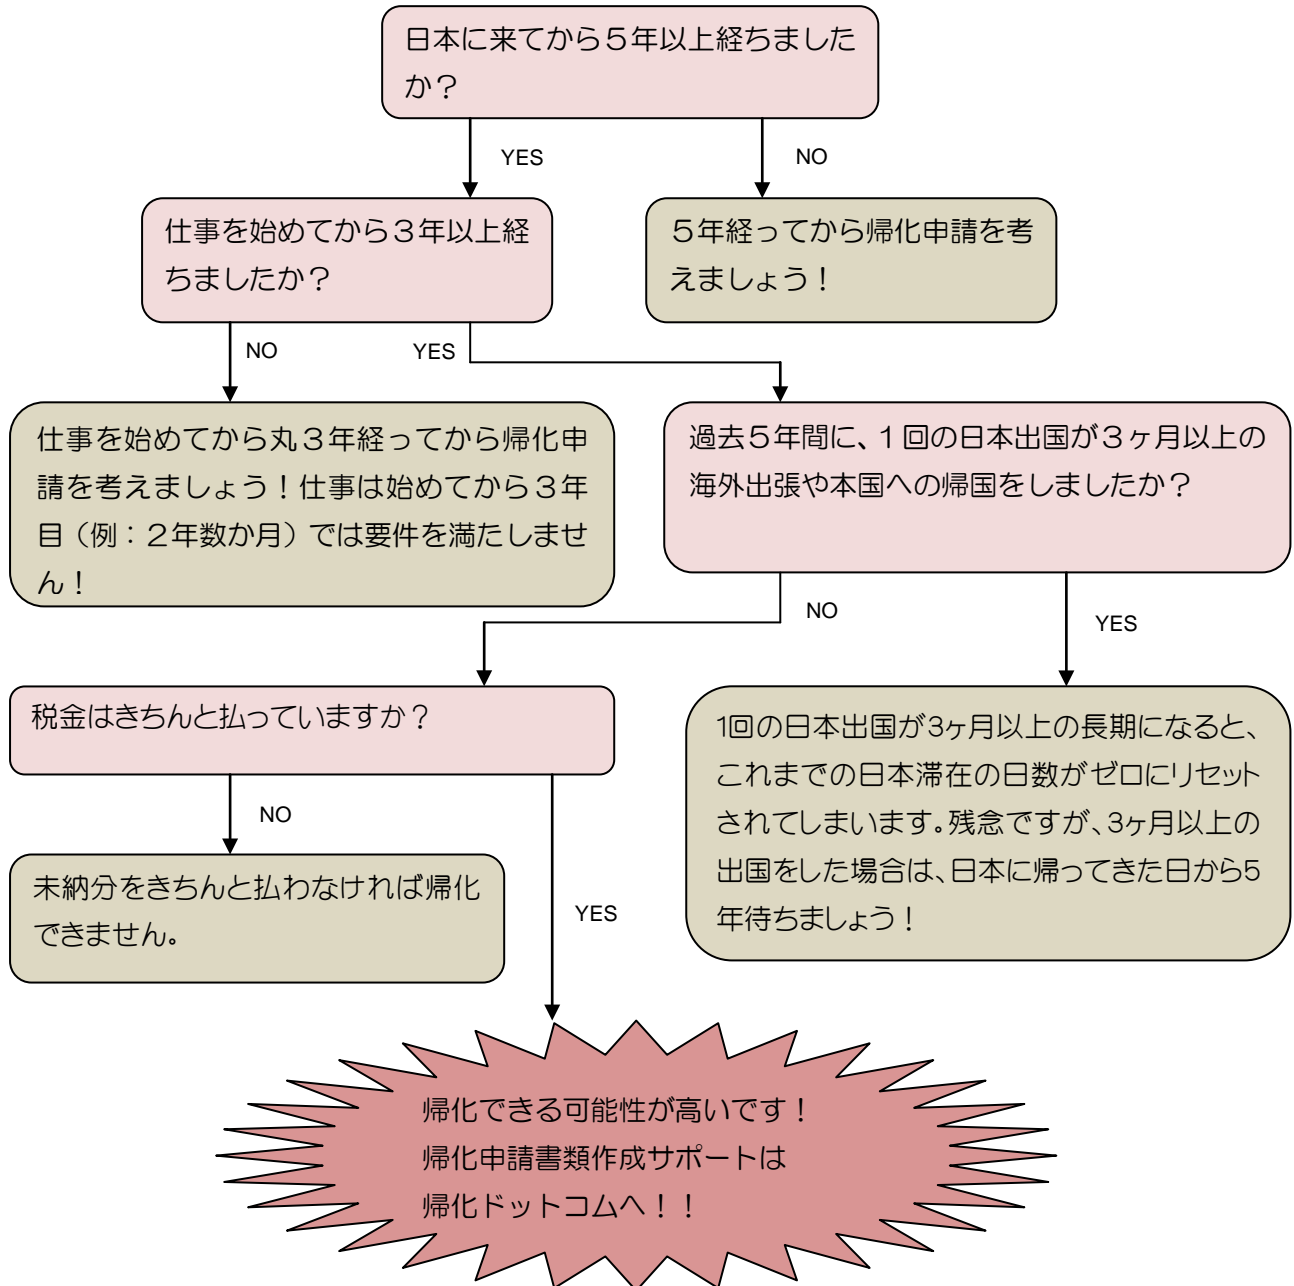 日本に来てから５年以上経ちました
か？
YES
NO
仕事を始めてから３年以上経
ちましたか？
５年経ってから帰化申請を考
えましょう！
NO
YES
仕事を始めてから丸３年経ってから帰化申
請を考えましょう！仕事は始めてから３年
目（例：２年数か月）では要件を満たしませ
ん！
過去５年間に、１回の日本出国が３ヶ月以上の
海外出張や本国への帰国をしましたか？
NO
YES
税金はきちんと払っていますか？
1回の日本出国が3ヶ月以上の長期になると、
これまでの日本滞在の日数がゼロにリセット
されてしまいます。残念ですが、3ヶ月以上の
出国をした場合は、日本に帰ってきた日から5
年待ちましょう！
NO
YES
未納分をきちんと払わなければ帰化
できません。
帰化できる可能性が高いです！
帰化申請書類作成サポートは
帰化ドットコムへ！！